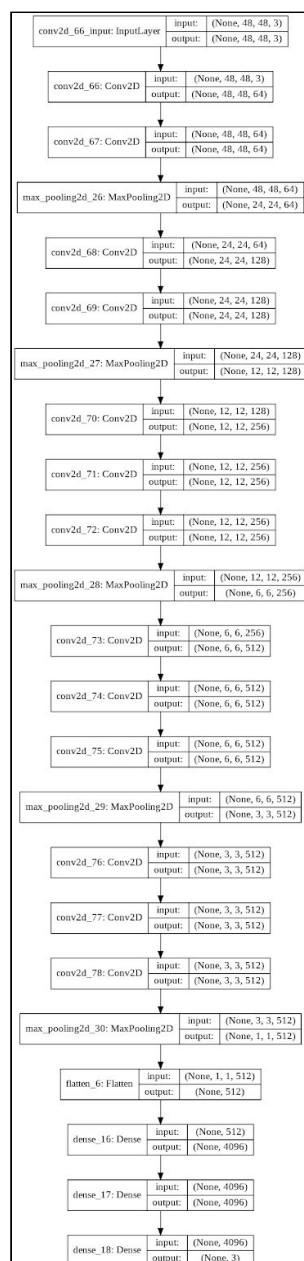 conv2d_66_input: InputLayer input: (None, 48, 48, 3)
output: (None, 48, 48, 3)
conv2d_66: Conv2D input: (None, 48, 48, 3)
output: (None, 48, 48, 64)
conv2d_67: Conv2D input: (None, 48, 48, 64)
output: (None, 48, 48, 64)
max_pooling2d_26: MaxPooling2D input: (None, 48, 48, 64)
output: (None, 24, 24, 64)
conv2d_68: Conv2D input: (None, 24, 24, 64)
output: (None, 24, 24, 128)
conv2d_69: Conv2D input: (None, 24, 24, 128)
output: (None, 24, 24, 128)
max_pooling2d_27: MaxPooling2D input: (None, 24, 24, 128)
output: (None, 12, 12, 128)
conv2d_70: Conv2D input: (None, 12, 12, 128)
output: (None, 12, 12, 256)
conv2d_71: Conv2D input: (None, 12, 12, 256)
output: (None, 12, 12, 256)
conv2d_72: Conv2D input: (None, 12, 12, 256)
output: (None, 12, 12, 256)
max_pooling2d_28: MaxPooling2D input: (None, 12, 12, 256)
output: (None, 6, 6, 256)
conv2d_73: Conv2D input: (None, 6, 6, 256)
output: (None, 6, 6, 512)
conv2d_74: Conv2D input: (None, 6, 6, 512)
output: (None, 6, 6, 512)
conv2d_75: Conv2D input: (None, 6, 6, 512)
output: (None, 6, 6, 512)
max_pooling2d_29: MaxPooling2D input: (None, 6, 6, 512)
output: (None, 3, 3, 512)
conv2d_76: Conv2D input: (None, 3, 3, 512)
output: (None, 3, 3, 512)
conv2d_77: Conv2D input: (None, 3, 3, 512)
output: (None, 3, 3, 512)
conv2d_78: Conv2D input: (None, 3, 3, 512)
output: (None, 3, 3, 512)
max_pooling2d_30: MaxPooling2D input: (None, 3, 3, 512)
output: (None, 1, 1, 512)
flatten_6: Flatten input: (None, 1, 1, 512)
output: (None, 512)
dense_16: Dense input: (None, 512)
output: (None, 4096)
dense_17: Dense input: (None, 4096)
output: (None, 4096)
dense_18: Dense input: (None, 4096)
output: (None, 3)